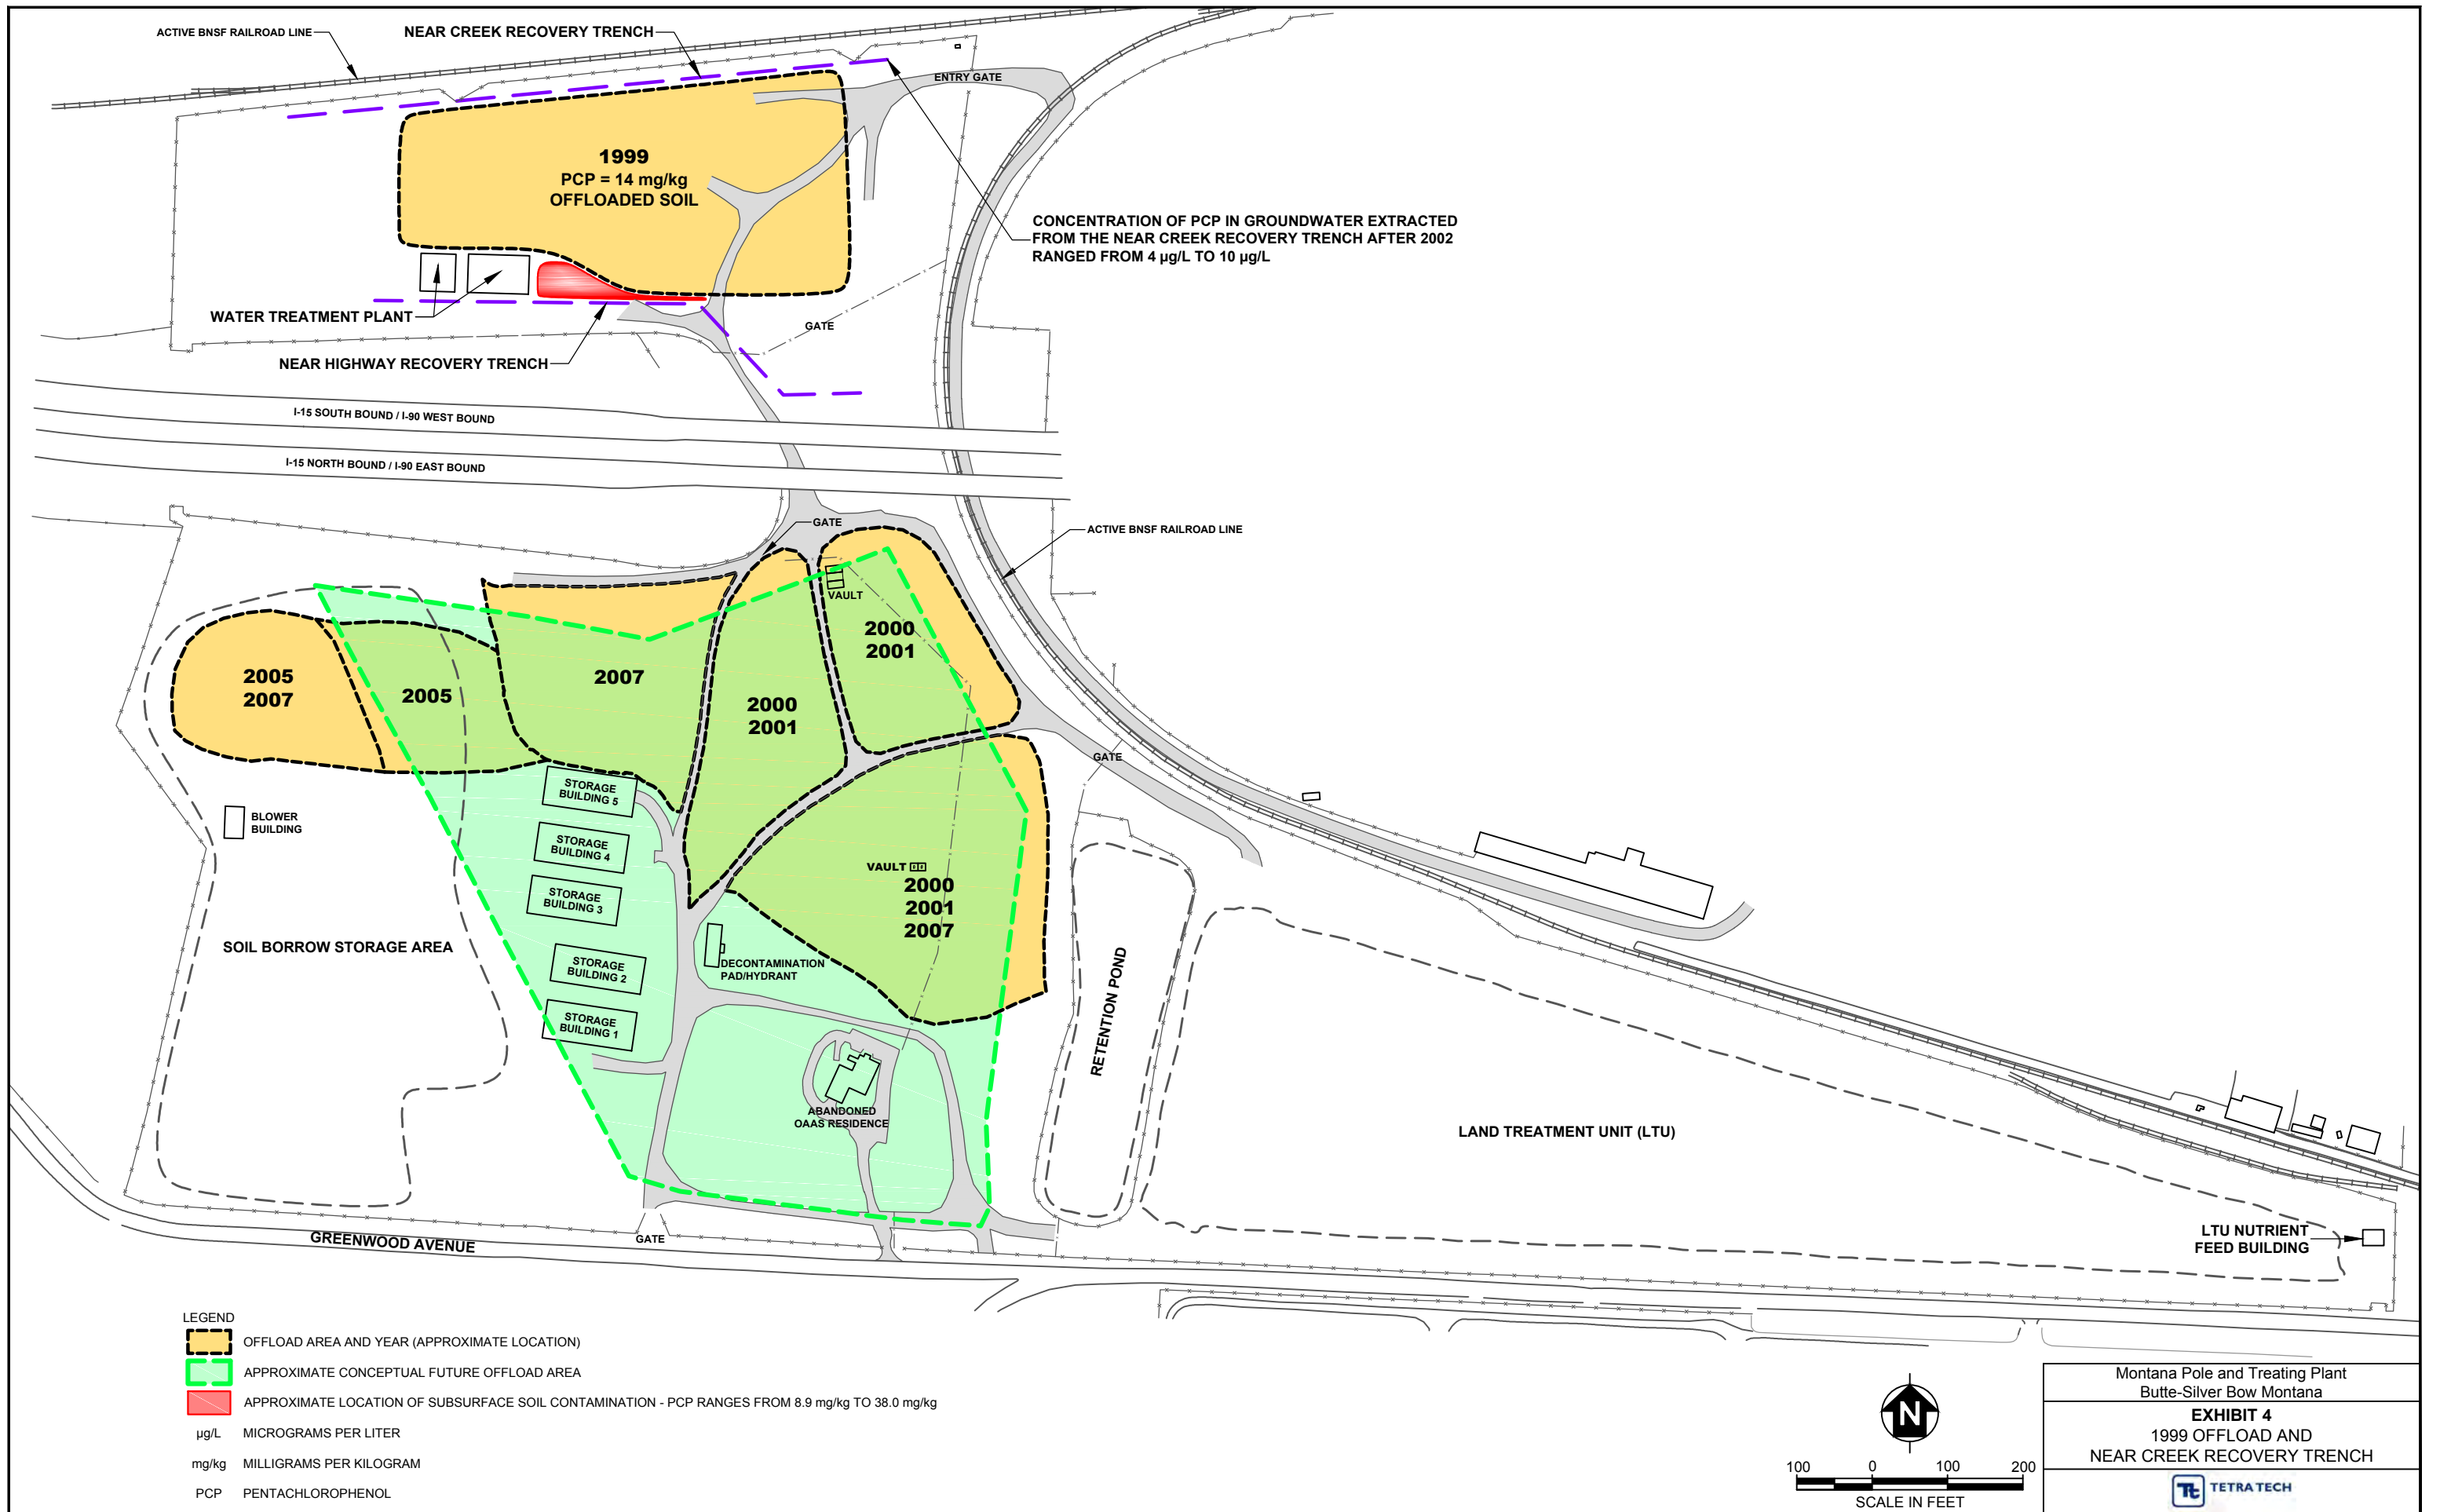 ACTIVE BNSF RAILROAD LINE
NEAR CREEK RECOVERY TRENCH
ENTRY GATE
1999
PCP = 14 mg/kg
OFFLOADED SOIL
CONCENTRATION OF PCP IN GROUNDWATER EXTRACTED
FROM THE NEAR CREEK RECOVERY TRENCH AFTER 2002
RANGED FROM 4 µg/L TO 10 µg/L
WATER TREATMENT PLANT
GATE
NEAR HIGHWAY RECOVERY TRENCH
I-15 SOUTH BOUND / I-90 WEST BOUND
I-15 NORTH BOUND / I-90 EAST BOUND
GATE
ACTIVE BNSF RAILROAD LINE
VAULT
2000
2001
2005
2007
2005
2007
2000
2001
GATE
STORAGE
BUILDING 5
BLOWER
BUILDING
STORAGE
BUILDING 4
VAULT
2000
2001
2007
STORAGE
BUILDING 3
SOIL BORROW STORAGE AREA
STORAGE
BUILDING 2
DECONTAMINATION
PAD/HYDRANT
STORAGE
BUILDING 1
RETENTION POND
ABANDONED
OAAS RESIDENCE
LAND TREATMENT UNIT (LTU)
LTU NUTRIENT
FEED BUILDING
GREENWOOD AVENUE
GATE
LEGEND
OFFLOAD AREA AND YEAR (APPROXIMATE LOCATION)
APPROXIMATE CONCEPTUAL FUTURE OFFLOAD AREA
APPROXIMATE LOCATION OF SUBSURFACE SOIL CONTAMINATION - PCP RANGES FROM 8.9 mg/kg TO 38.0 mg/kg
µg/L MICROGRAMS PER LITER
mg/kg MILLIGRAMS PER KILOGRAM
PCP PENTACHLOROPHENOL
N
100 0 100 200
SCALE IN FEET
Montana Pole and Treating Plant
Butte-Silver Bow Montana
EXHIBIT 4
1999 OFFLOAD AND
NEAR CREEK RECOVERY TRENCH
Tt TETRA TECH